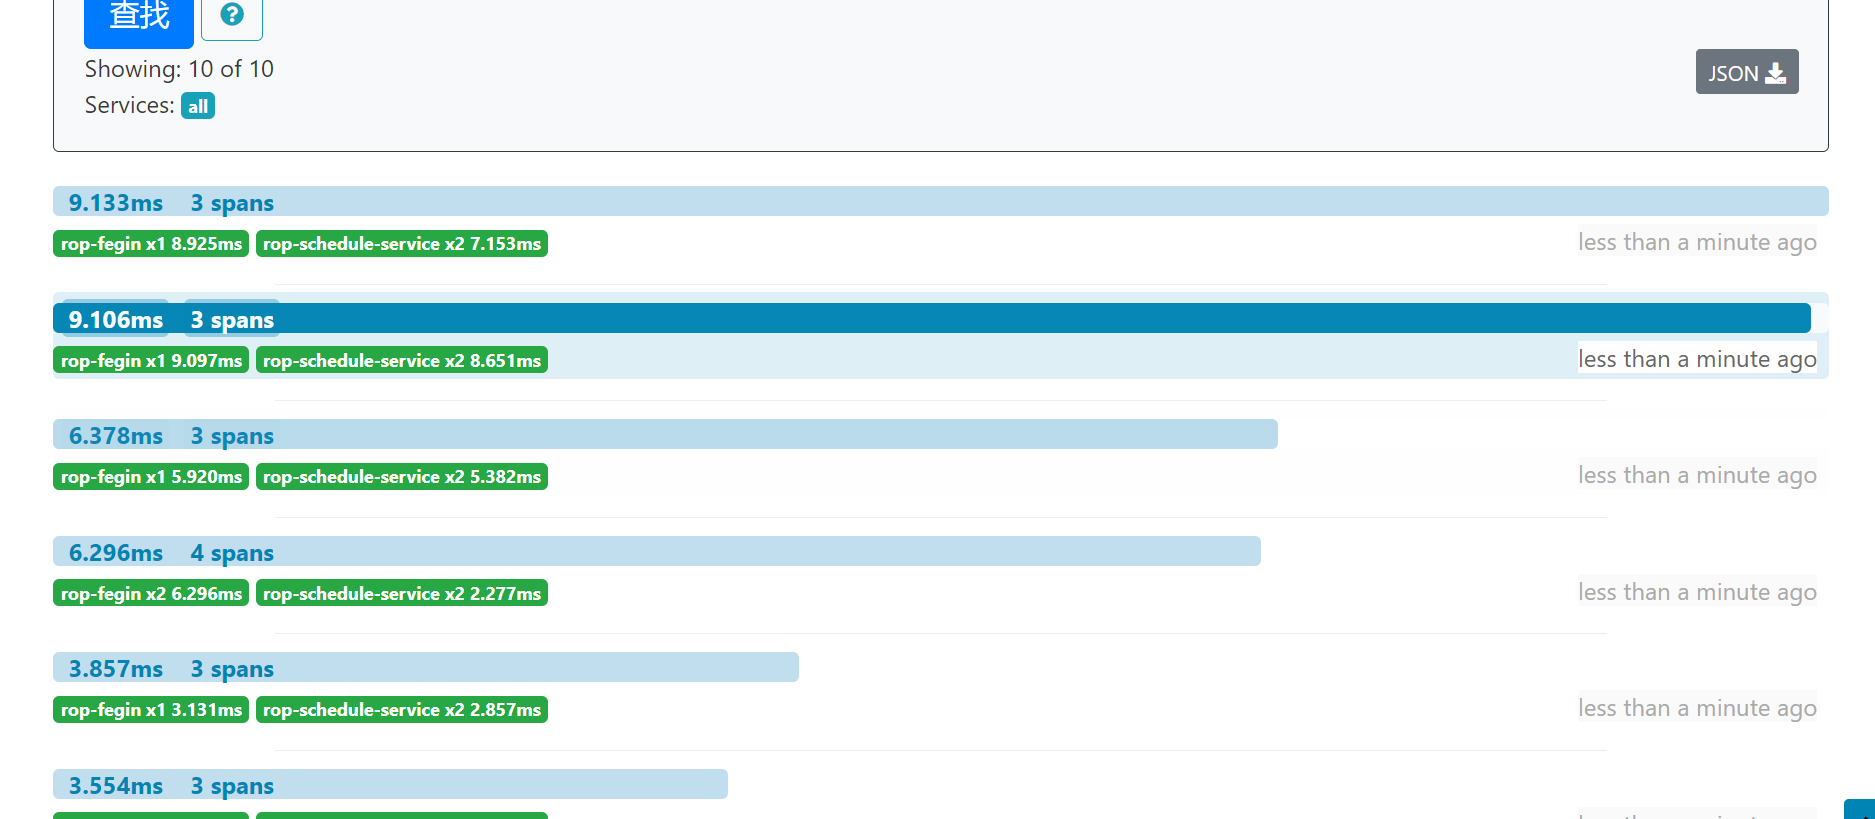 查找
Showing: 10 of 10
JSON
Services: all
9.133ms 3 spans
rop-fegin x1 8.925ms rop-schedule-service x2 7.153ms less than a minute ago
9.106ms 3 spans
rop-fegin x1 9.097ms rop-schedule-service x2 8.651ms less than a minute ago
6.378ms 3 spans
rop-fegin x1 5.920ms rop-schedule-service x2 5.382ms less than a minute ago
6.296ms 4 spans
rop-fegin x2 6.296ms rop-schedule-service x2 2.277ms less than a minute ago
3.857ms 3 spans
rop-fegin x1 3.131ms rop-schedule-service x2 2.857ms less than a minute ago
3.554ms 3 spans